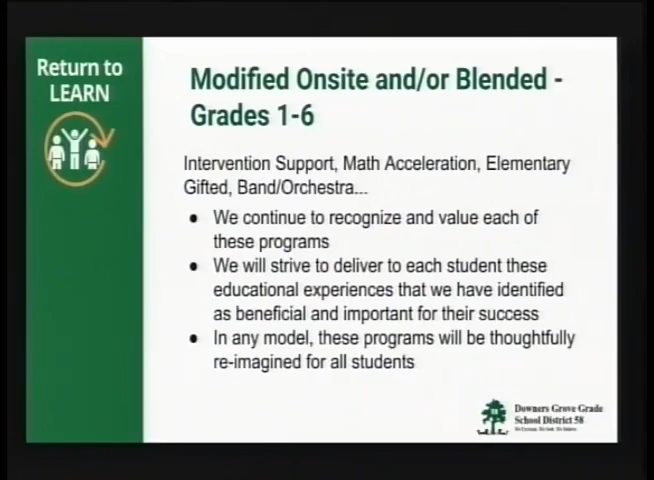 Return to
LEARN
Modified Onsite and/or Blended -
Grades 1-6
Intervention Support, Math Acceleration, Elementary
Gifted, Band/Orchestra...
● We continue to recognize and value each of
these programs
● We will strive to deliver to each student these
educational experiences that we have identified
as beneficial and important for their success
● In any model, these programs will be thoughtfully
re-imagined for all students
Downers Grove Grade
School District 58